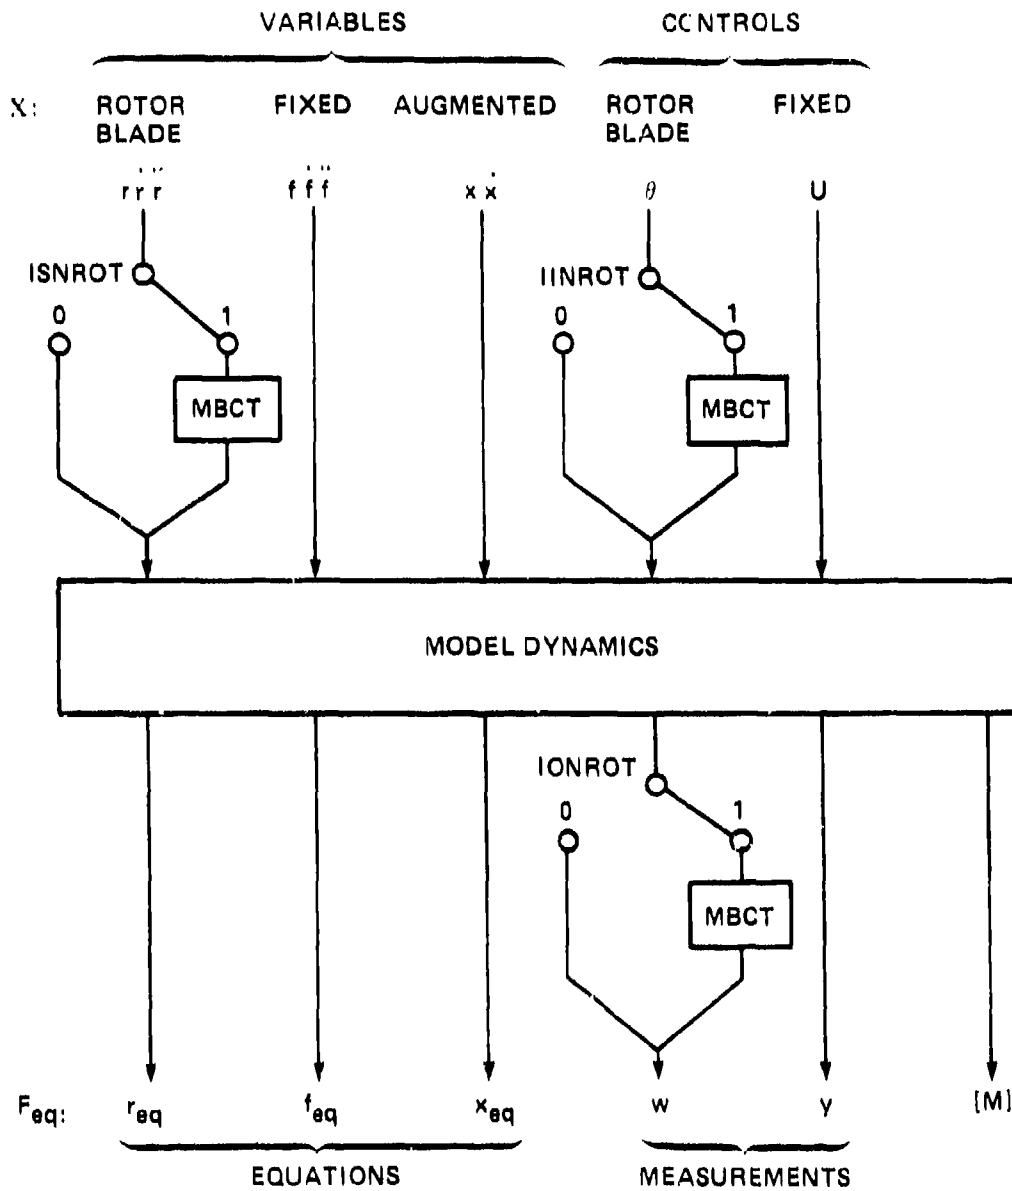 VARIABLES CONTROLS
X: ROTOR BLADE FIXED AUGMENTED ROTOR BLADE FIXED
r ṙ r̈ f ḟ f̈ x ẋ θ U
ISNROT IINROT
0 1 0 1
MBCT MBCT
MODEL DYNAMICS
IONROT
0 1
MBCT
Feq: req feq xeq w y [M]
EQUATIONS MEASUREMENTS